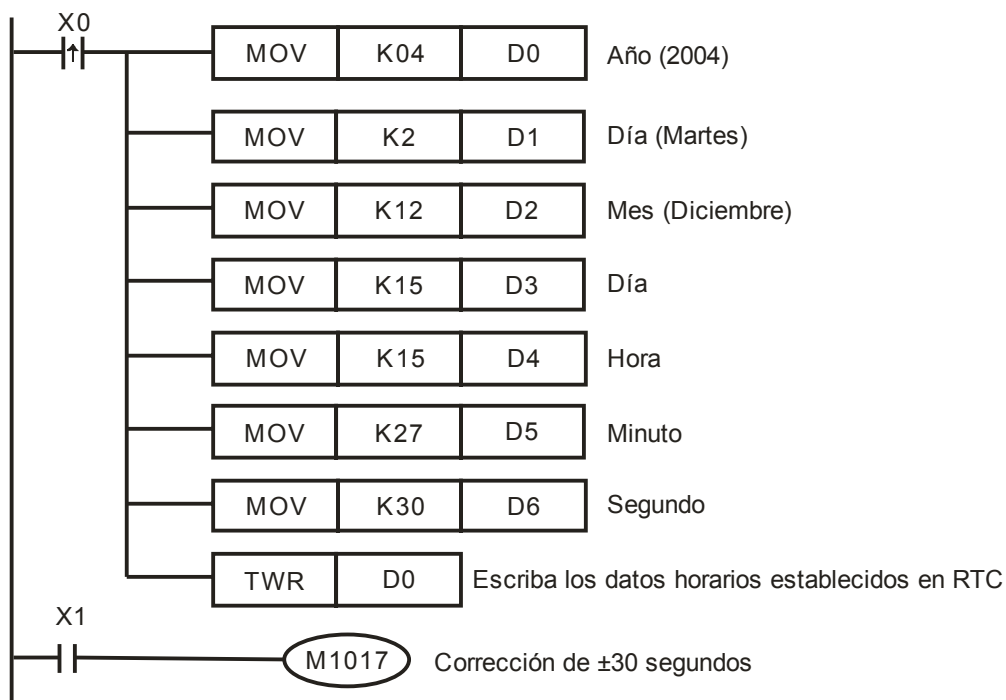 X0
MOV K04 D0 Año (2004)
MOV K2 D1 Día (Martes)
MOV K12 D2 Mes (Diciembre)
MOV K15 D3 Día
MOV K15 D4 Hora
MOV K27 D5 Minuto
MOV K30 D6 Segundo
TWR D0 Escriba los datos horarios establecidos en RTC
X1
M1017 Corrección de ±30 segundos